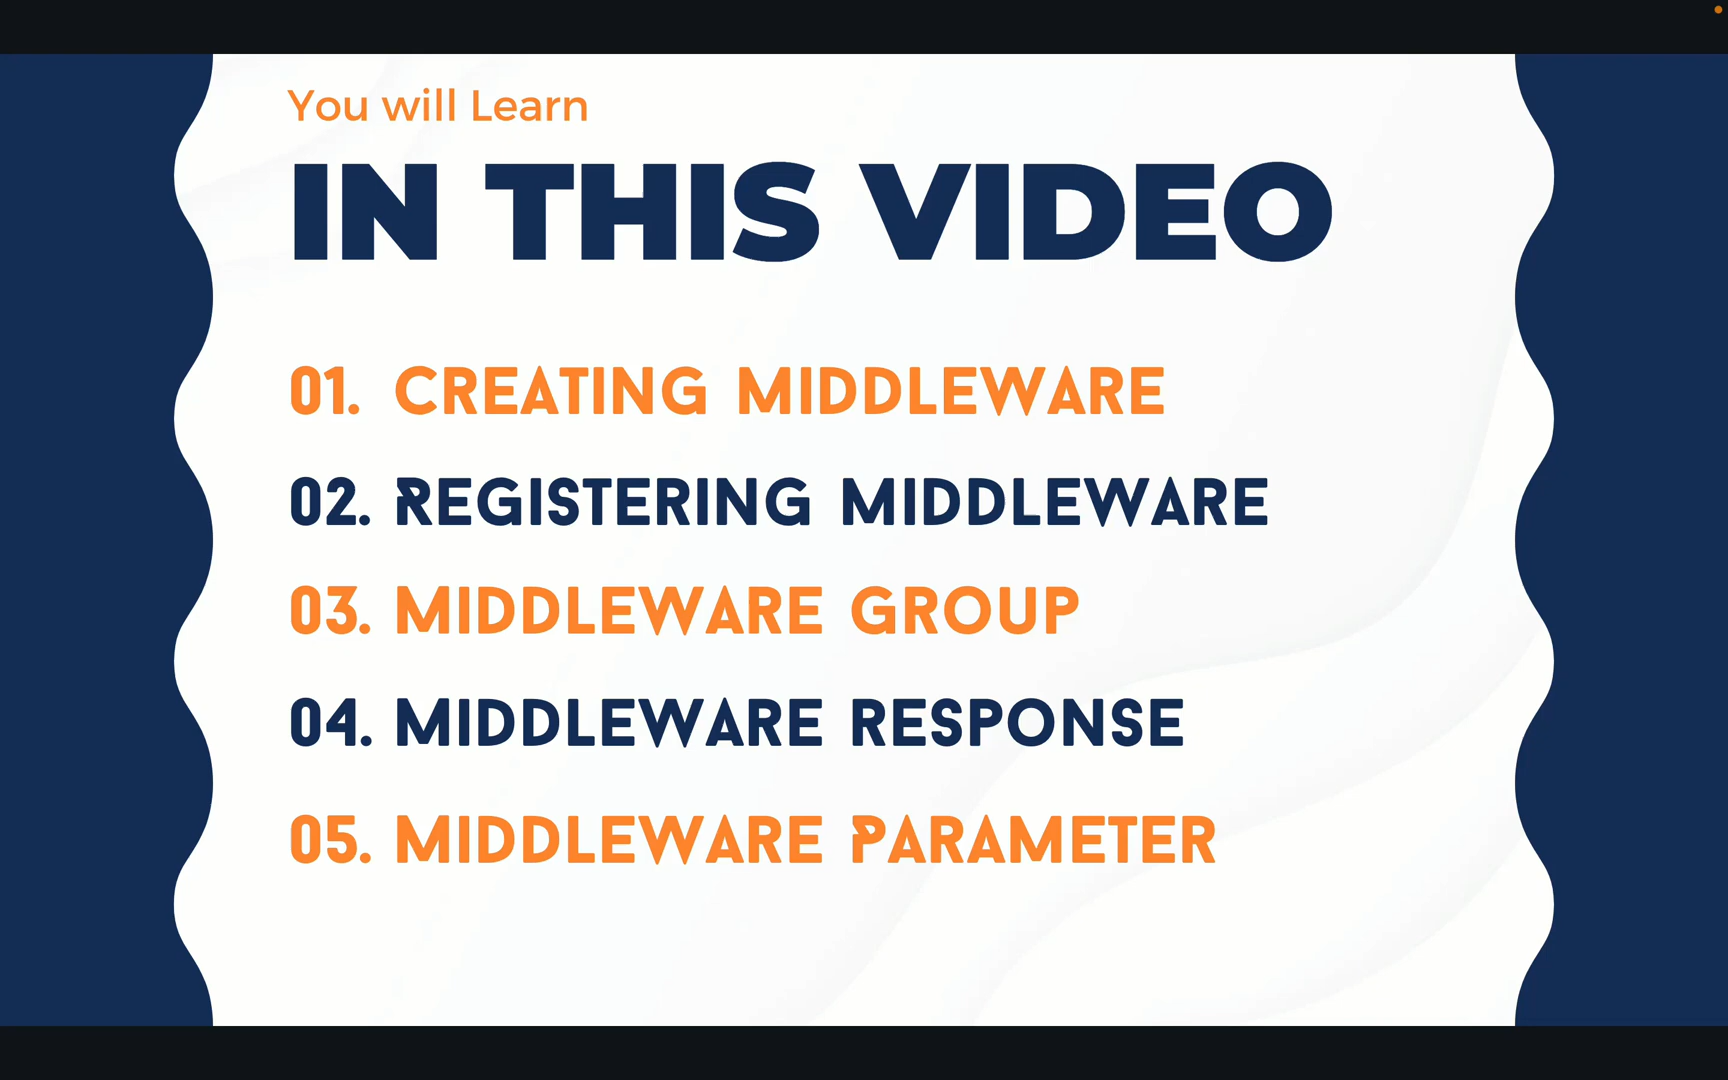 You will Learn
IN THIS VIDEO
01. CREATING MIDDLEWARE
02. REGISTERING MIDDLEWARE
03. MIDDLEWARE GROUP
04. MIDDLEWARE RESPONSE
05. MIDDLEWARE PARAMETER